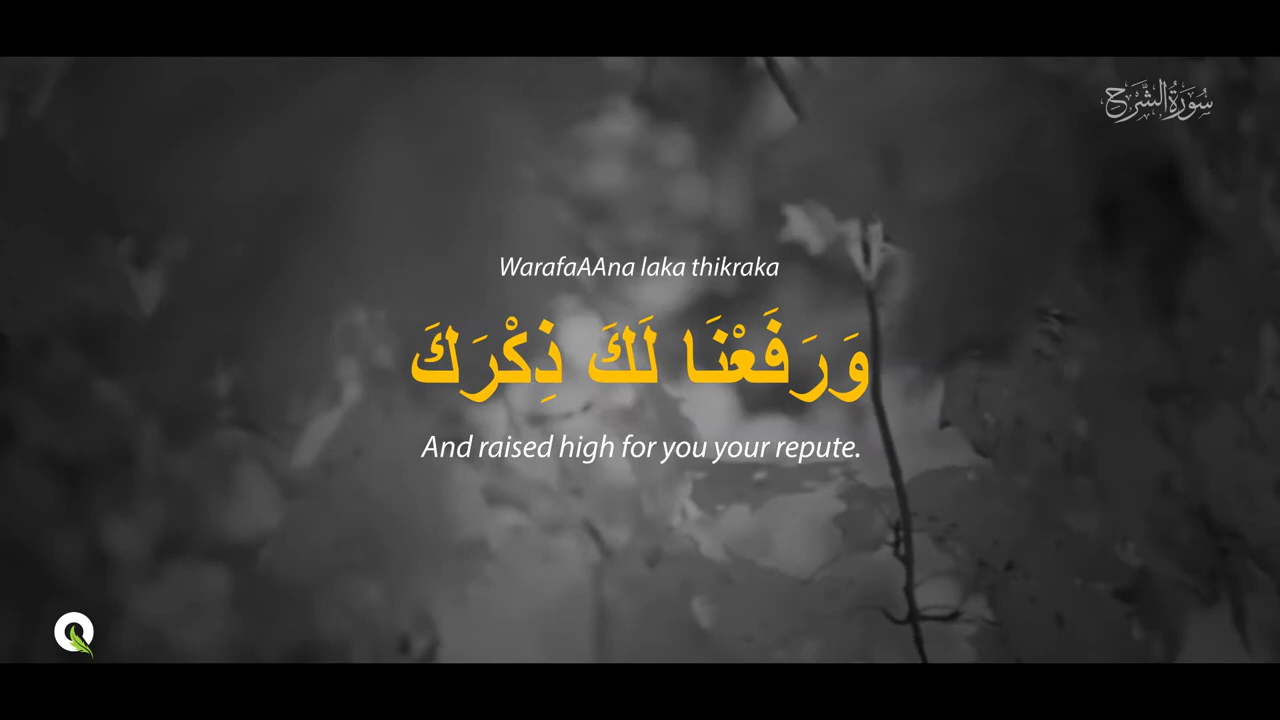 سُورَةُ الشَّرْحِ
WarafaAAna laka thikraka
وَرَفَعْنَا لَكَ ذِكْرَكَ
And raised high for you your repute.